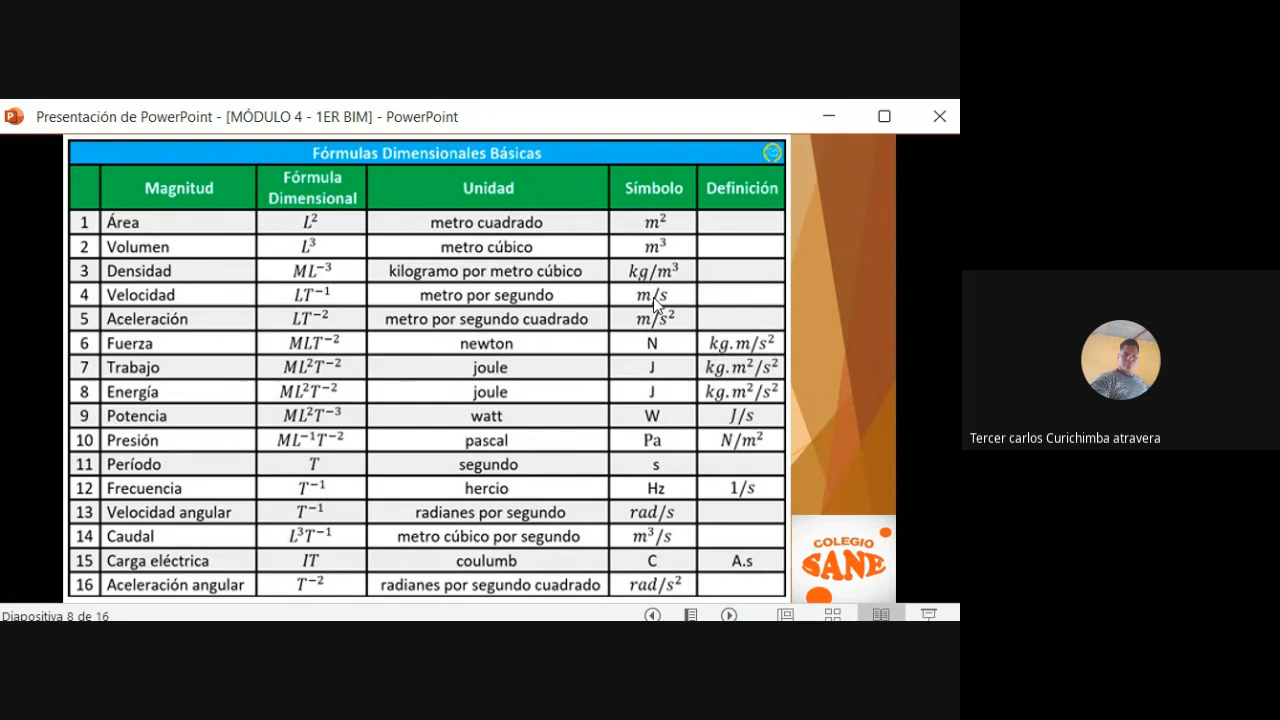 Presentación de PowerPoint - [MÓDULO 4 - 1ER BIM] - PowerPoint
Fórmulas Dimensionales Básicas
Magnitud Fórmula Dimensional Unidad Símbolo Definición
1 Área L² metro cuadrado m²
2 Volumen L³ metro cúbico m³
3 Densidad ML⁻³ kilogramo por metro cúbico kg/m³
4 Velocidad LT⁻¹ metro por segundo m/s
5 Aceleración LT⁻² metro por segundo cuadrado m/s²
6 Fuerza MLT⁻² newton N kg.m/s²
7 Trabajo ML²T⁻² joule J kg.m²/s²
8 Energía ML²T⁻² joule J kg.m²/s²
9 Potencia ML²T⁻³ watt W J/s
10 Presión ML⁻¹T⁻² pascal Pa N/m²
11 Período T segundo s
12 Frecuencia T⁻¹ hercio Hz 1/s
13 Velocidad angular T⁻¹ radianes por segundo rad/s
14 Caudal L³T⁻¹ metro cúbico por segundo m³/s
15 Carga eléctrica IT coulumb C A.s
16 Aceleración angular T⁻² radianes por segundo cuadrado rad/s²
COLEGIO
SANE
Diapositiva 8 de 16
Tercer carlos Curichimba atravera